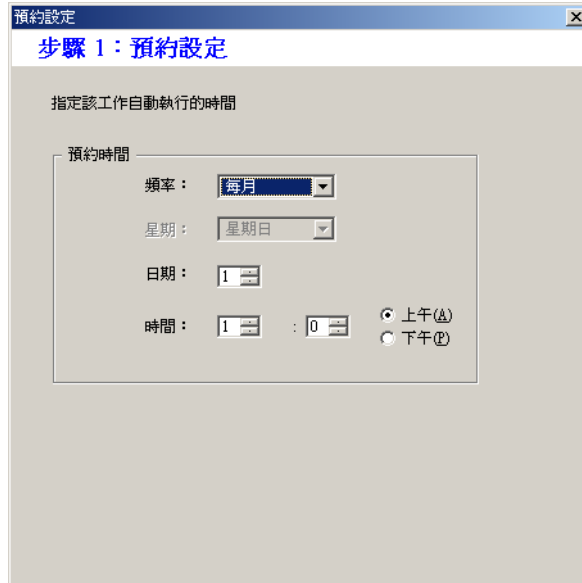 預約設定
步驟 1：預約設定
指定該工作自動執行的時間
預約時間
頻率： 每月
星期： 星期日
日期： 1
時間： 1 : 0 上午(A)
下午(P)